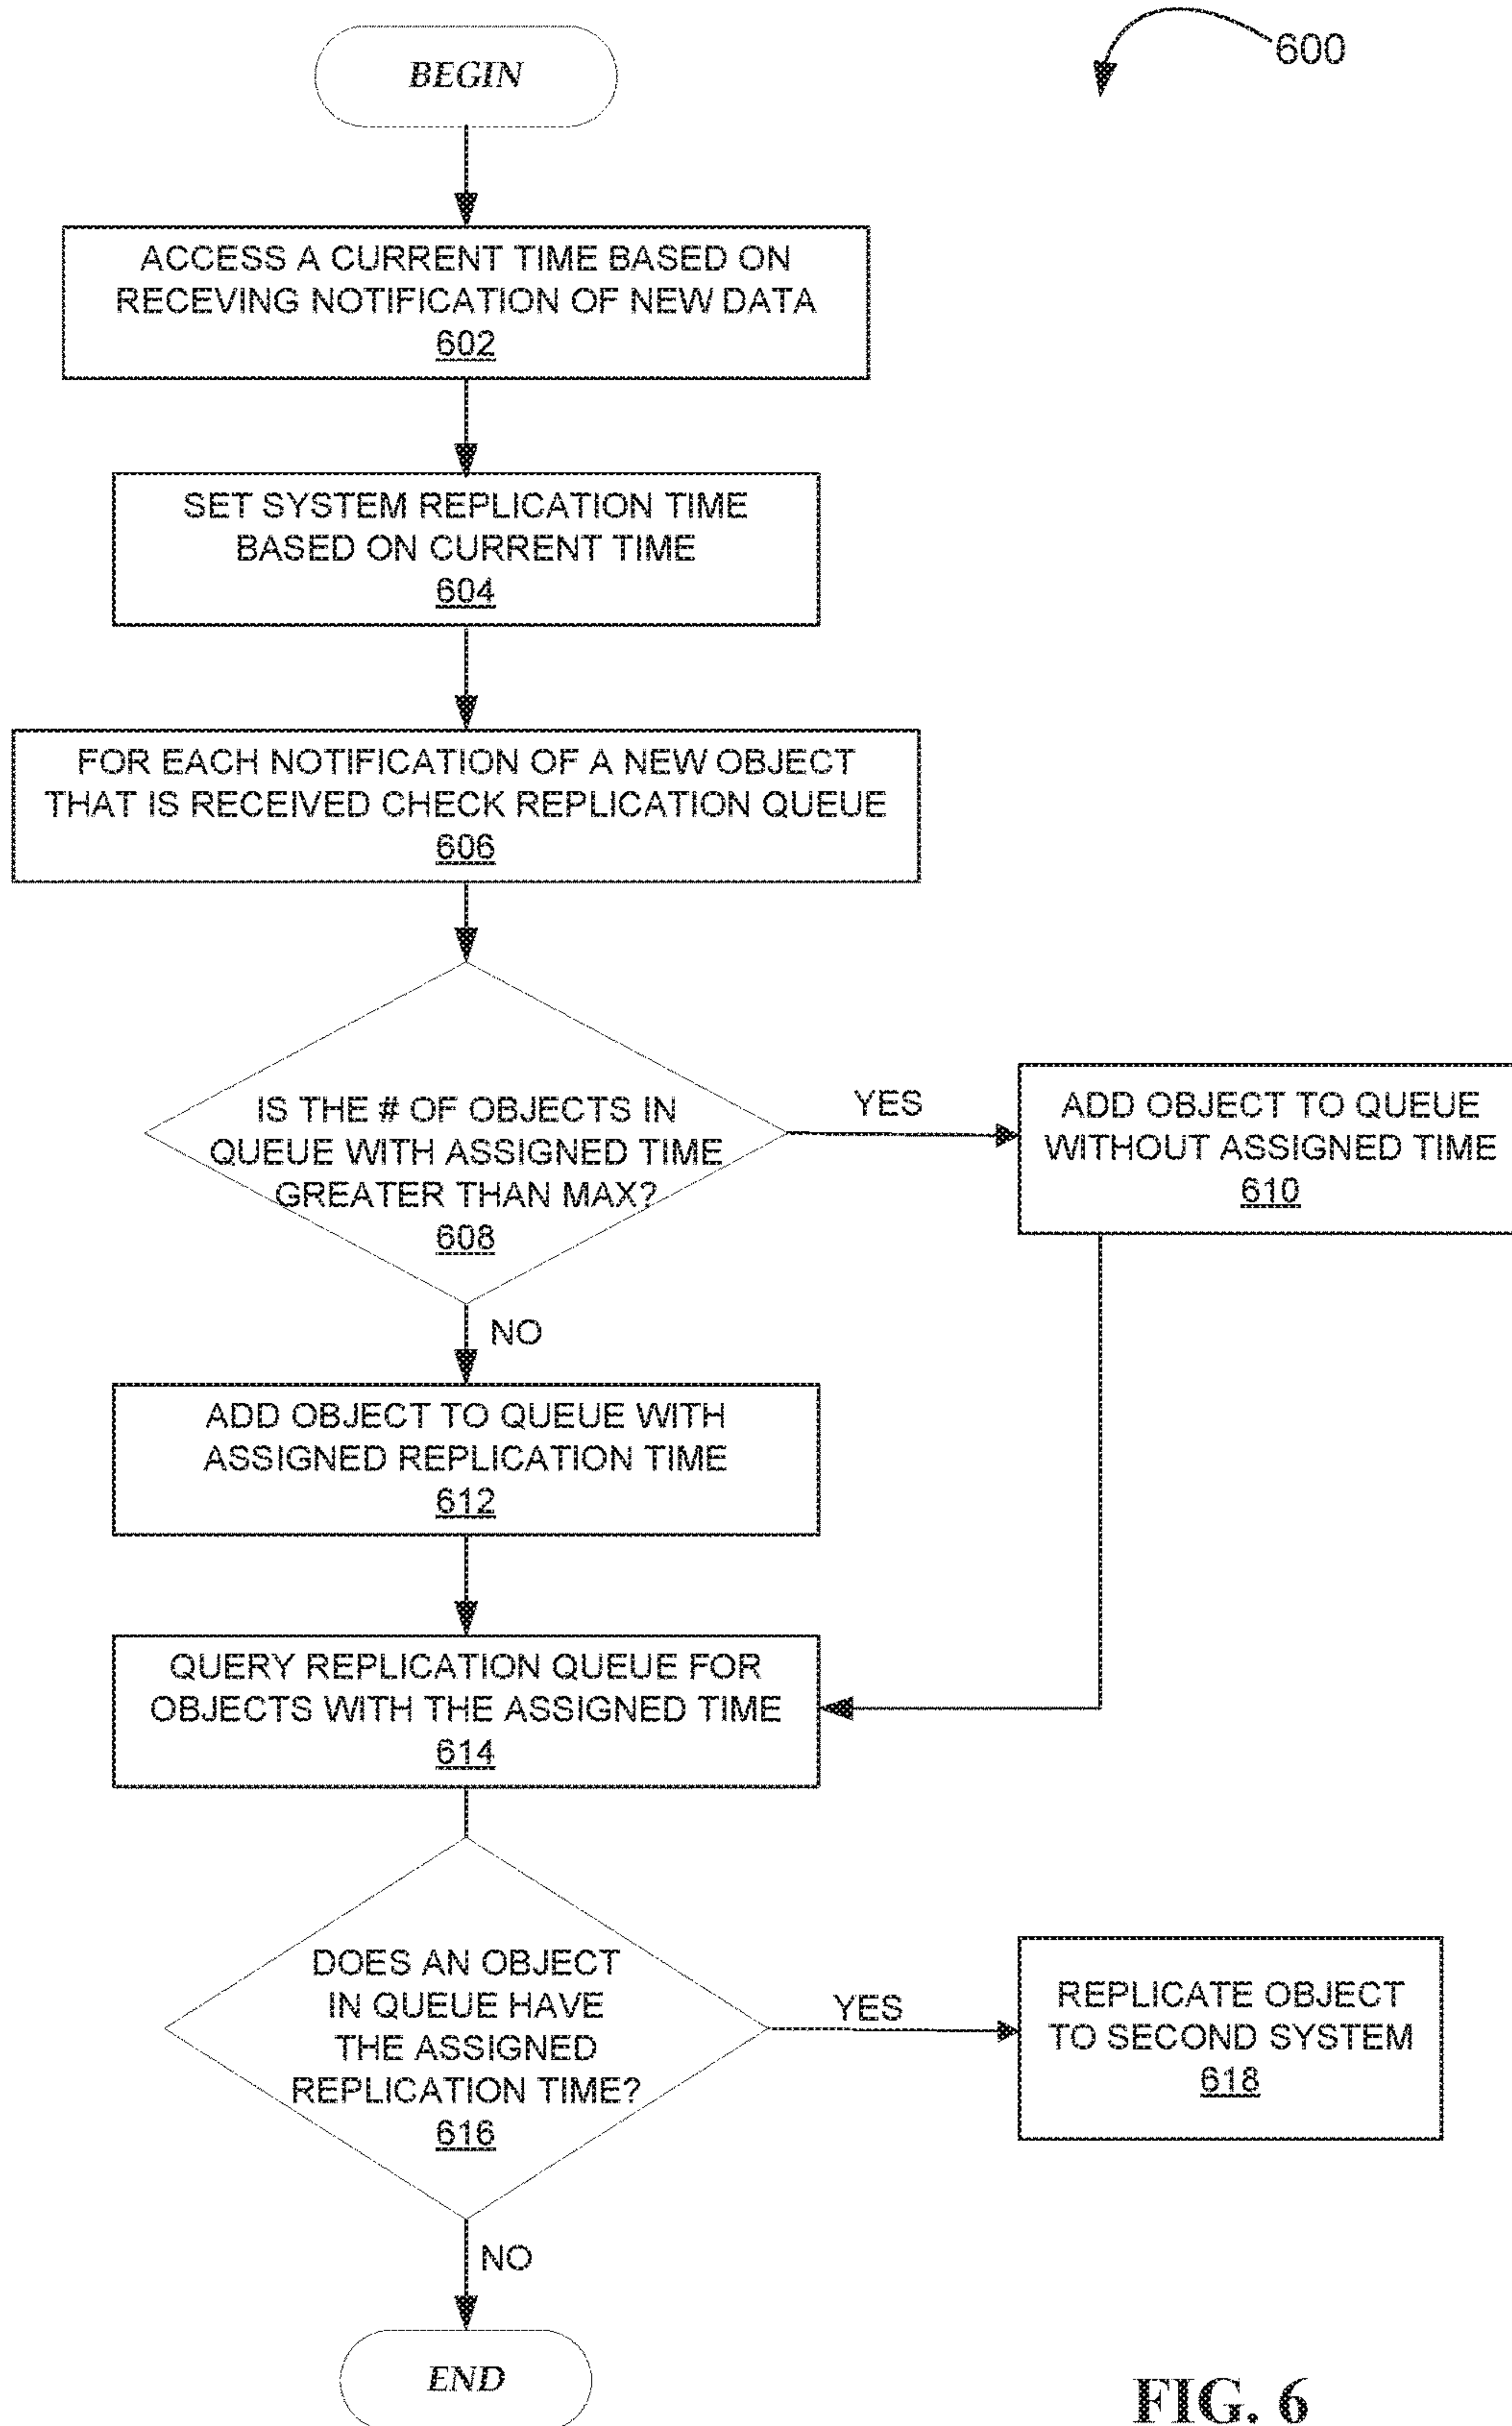 600
BEGIN
ACCESS A CURRENT TIME BASED ON
RECEVING NOTIFICATION OF NEW DATA
602
SET SYSTEM REPLICATION TIME
BASED ON CURRENT TIME
604
FOR EACH NOTIFICATION OF A NEW OBJECT
THAT IS RECEIVED CHECK REPLICATION QUEUE
606
IS THE # OF OBJECTS IN
QUEUE WITH ASSIGNED TIME
GREATER THAN MAX?
608
YES
ADD OBJECT TO QUEUE
WITHOUT ASSIGNED TIME
610
NO
ADD OBJECT TO QUEUE WITH
ASSIGNED REPLICATION TIME
612
QUERY REPLICATION QUEUE FOR
OBJECTS WITH THE ASSIGNED TIME
614
DOES AN OBJECT
IN QUEUE HAVE
THE ASSIGNED
REPLICATION TIME?
616
YES
REPLICATE OBJECT
TO SECOND SYSTEM
618
NO
END
FIG. 6